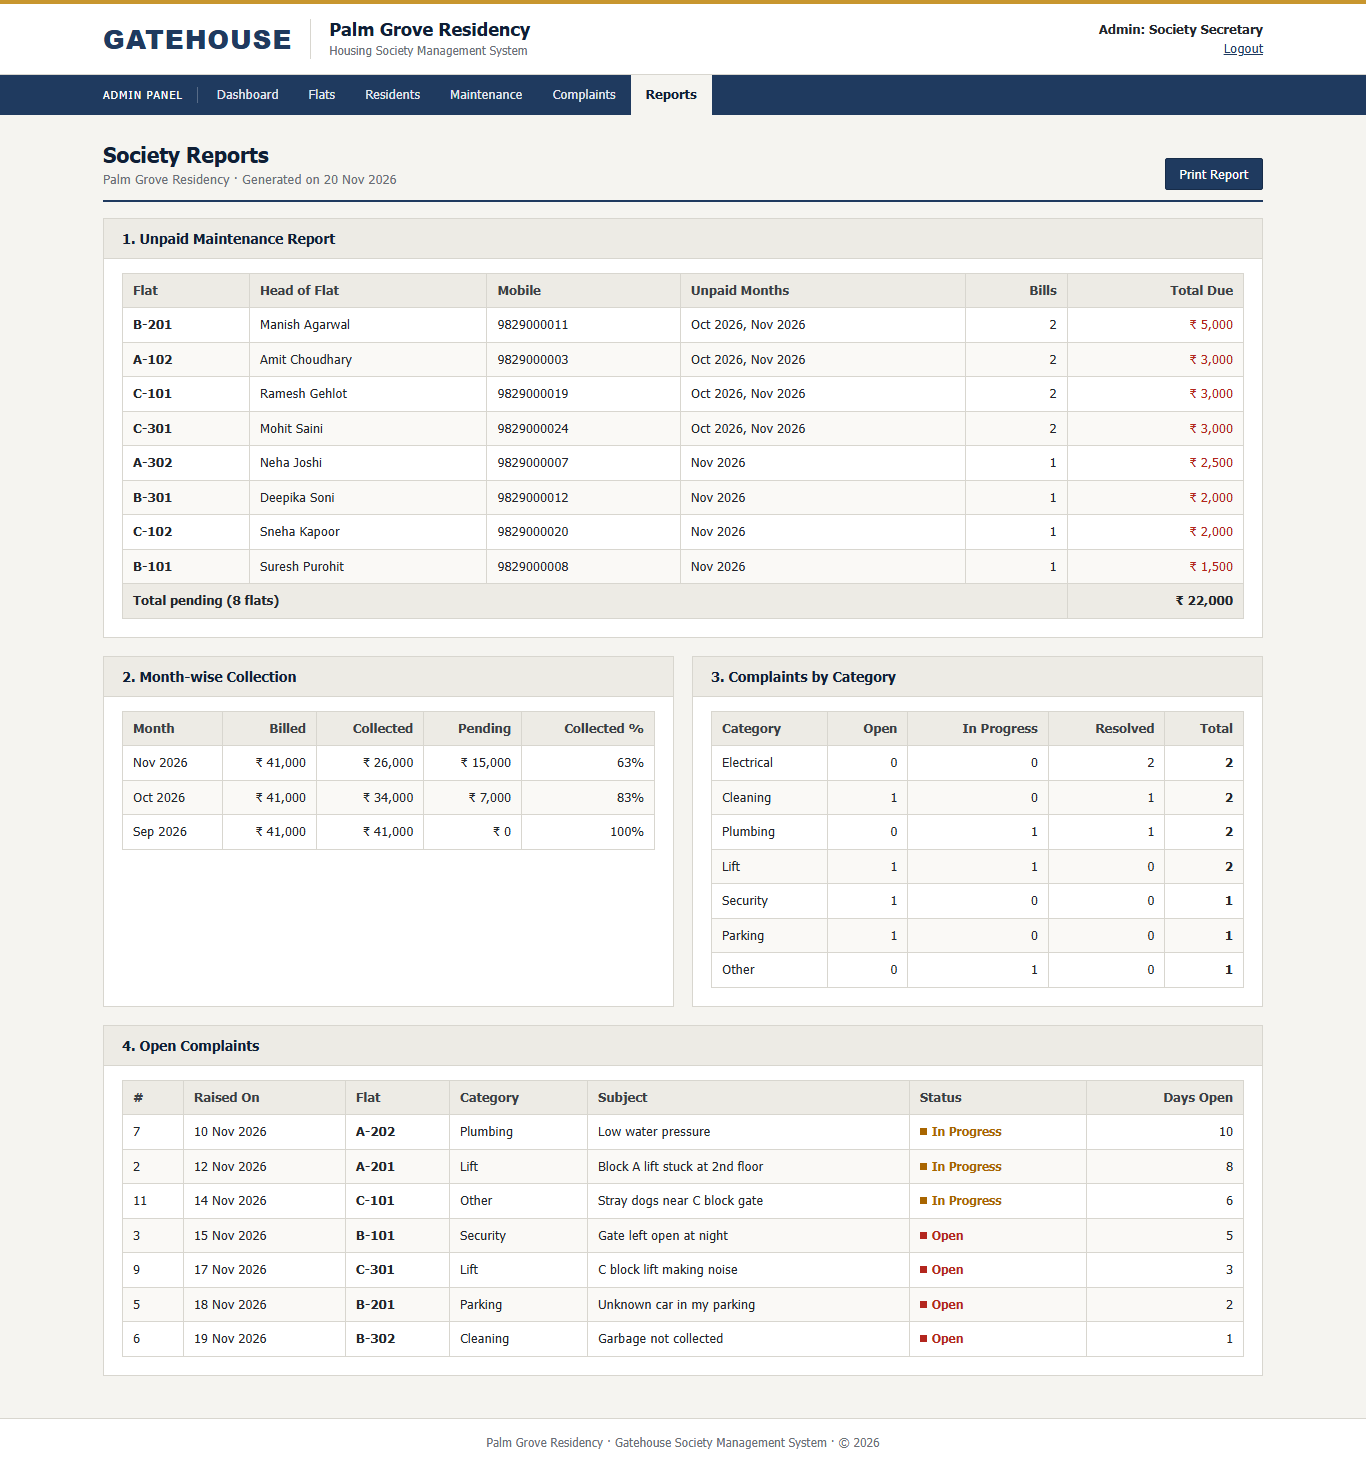 GATEHOUSE
Palm Grove Residency
Housing Society Management System
Admin: Society Secretary
Logout
ADMIN PANEL Dashboard Flats Residents Maintenance Complaints Reports
Society Reports
Palm Grove Residency · Generated on 20 Nov 2026
Print Report
1. Unpaid Maintenance Report
Flat Head of Flat Mobile Unpaid Months Bills Total Due
B-201 Manish Agarwal 9829000011 Oct 2026, Nov 2026 2 ₹ 5,000
A-102 Amit Choudhary 9829000003 Oct 2026, Nov 2026 2 ₹ 3,000
C-101 Ramesh Gehlot 9829000019 Oct 2026, Nov 2026 2 ₹ 3,000
C-301 Mohit Saini 9829000024 Oct 2026, Nov 2026 2 ₹ 3,000
A-302 Neha Joshi 9829000007 Nov 2026 1 ₹ 2,500
B-301 Deepika Soni 9829000012 Nov 2026 1 ₹ 2,000
C-102 Sneha Kapoor 9829000020 Nov 2026 1 ₹ 2,000
B-101 Suresh Purohit 9829000008 Nov 2026 1 ₹ 1,500
Total pending (8 flats) ₹ 22,000
2. Month-wise Collection
Month Billed Collected Pending Collected %
Nov 2026 ₹ 41,000 ₹ 26,000 ₹ 15,000 63%
Oct 2026 ₹ 41,000 ₹ 34,000 ₹ 7,000 83%
Sep 2026 ₹ 41,000 ₹ 41,000 ₹ 0 100%
3. Complaints by Category
Category Open In Progress Resolved Total
Electrical 0 0 2 2
Cleaning 1 0 1 2
Plumbing 0 1 1 2
Lift 1 1 0 2
Security 1 0 0 1
Parking 1 0 0 1
Other 0 1 0 1
4. Open Complaints
# Raised On Flat Category Subject Status Days Open
7 10 Nov 2026 A-202 Plumbing Low water pressure In Progress 10
2 12 Nov 2026 A-201 Lift Block A lift stuck at 2nd floor In Progress 8
11 14 Nov 2026 C-101 Other Stray dogs near C block gate In Progress 6
3 15 Nov 2026 B-101 Security Gate left open at night Open 5
9 17 Nov 2026 C-301 Lift C block lift making noise Open 3
5 18 Nov 2026 B-201 Parking Unknown car in my parking Open 2
6 19 Nov 2026 B-302 Cleaning Garbage not collected Open 1
Palm Grove Residency · Gatehouse Society Management System · © 2026